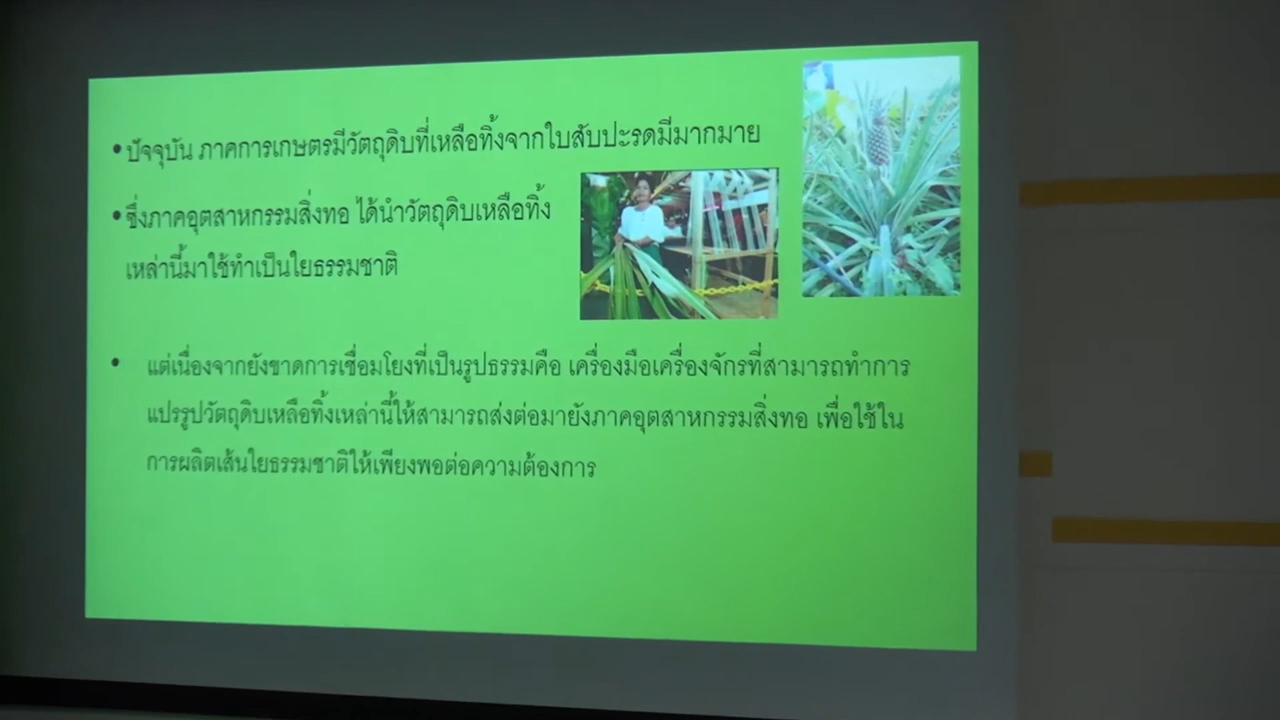 •ปัจจุบัน ภาคการเกษตรมีวัตถุดิบที่เหลือทิ้งจากใบสับปะรดมีมากมาย
•ซึ่งภาคอุตสาหกรรมสิ่งทอ ได้นำวัตถุดิบเหลือทิ้ง
เหล่านี้มาใช้ทำเป็นใยธรรมชาติ
• แต่เนื่องจากยังขาดการเชื่อมโยงที่เป็นรูปธรรมคือ เครื่องมือเครื่องจักรที่สามารถทำการ
แปรรูปวัตถุดิบเหลือทิ้งเหล่านี้ให้สามารถส่งต่อมายังภาคอุตสาหกรรมสิ่งทอ เพื่อใช้ใน
การผลิตเส้นใยธรรมชาติให้เพียงพอต่อความต้องการ